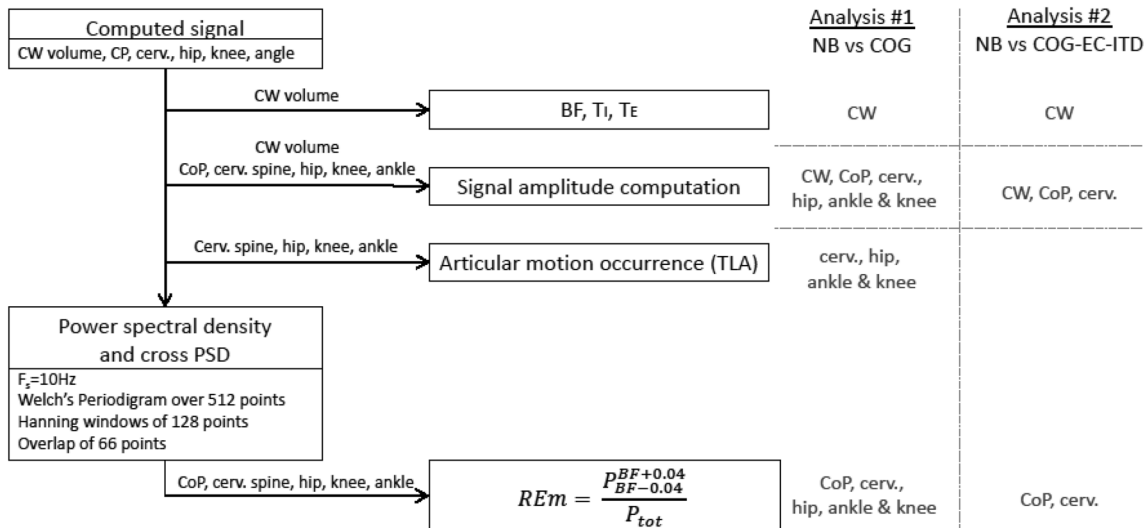 Computed signal
CW volume, CP, cerv., hip, knee, angle
Analysis #1
NB vs COG
Analysis #2
NB vs COG-EC-ITD
CW volume
BF, TI, TE
CW
CW
CW volume
CoP, cerv. spine, hip, knee, ankle
Signal amplitude computation
CW, CoP, cerv.,
hip, ankle & knee
CW, CoP, cerv.
Cerv. spine, hip, knee, ankle
Articular motion occurrence (TLA)
cerv., hip,
ankle & knee
Power spectral density
and cross PSD
Fs=10Hz
Welch's Periodigram over 512 points
Hanning windows of 128 points
Overlap of 66 points
CoP, cerv. spine, hip, knee, ankle
REm = P_{BF-0.04}^{BF+0.04} / P_{tot}
CoP, cerv.,
hip, ankle & knee
CoP, cerv.